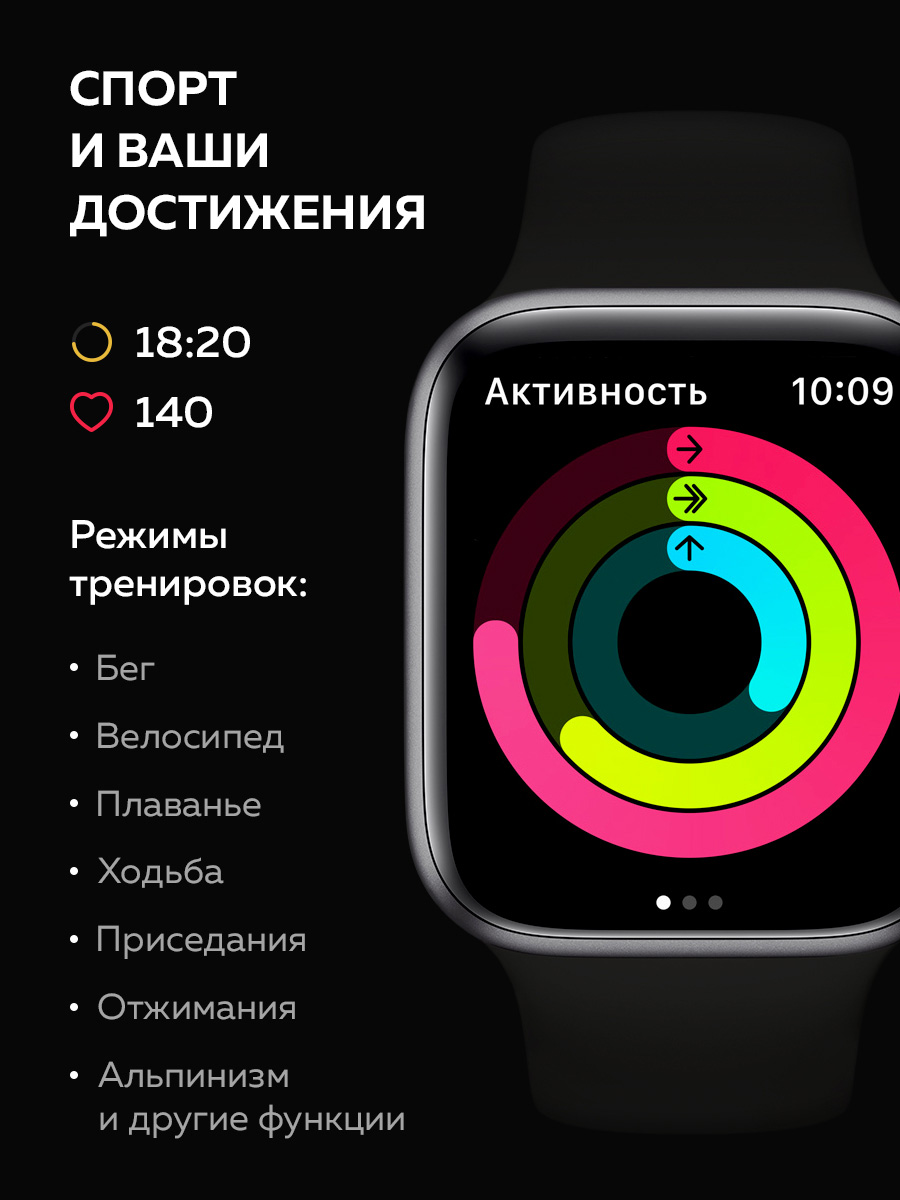 СПОРТ
И ВАШИ
ДОСТИЖЕНИЯ
18:20
140
Режимы
тренировок:
• Бег
• Велосипед
• Плаванье
• Ходьба
• Приседания
• Отжимания
• Альпинизм
и другие функции
Активность 10:09